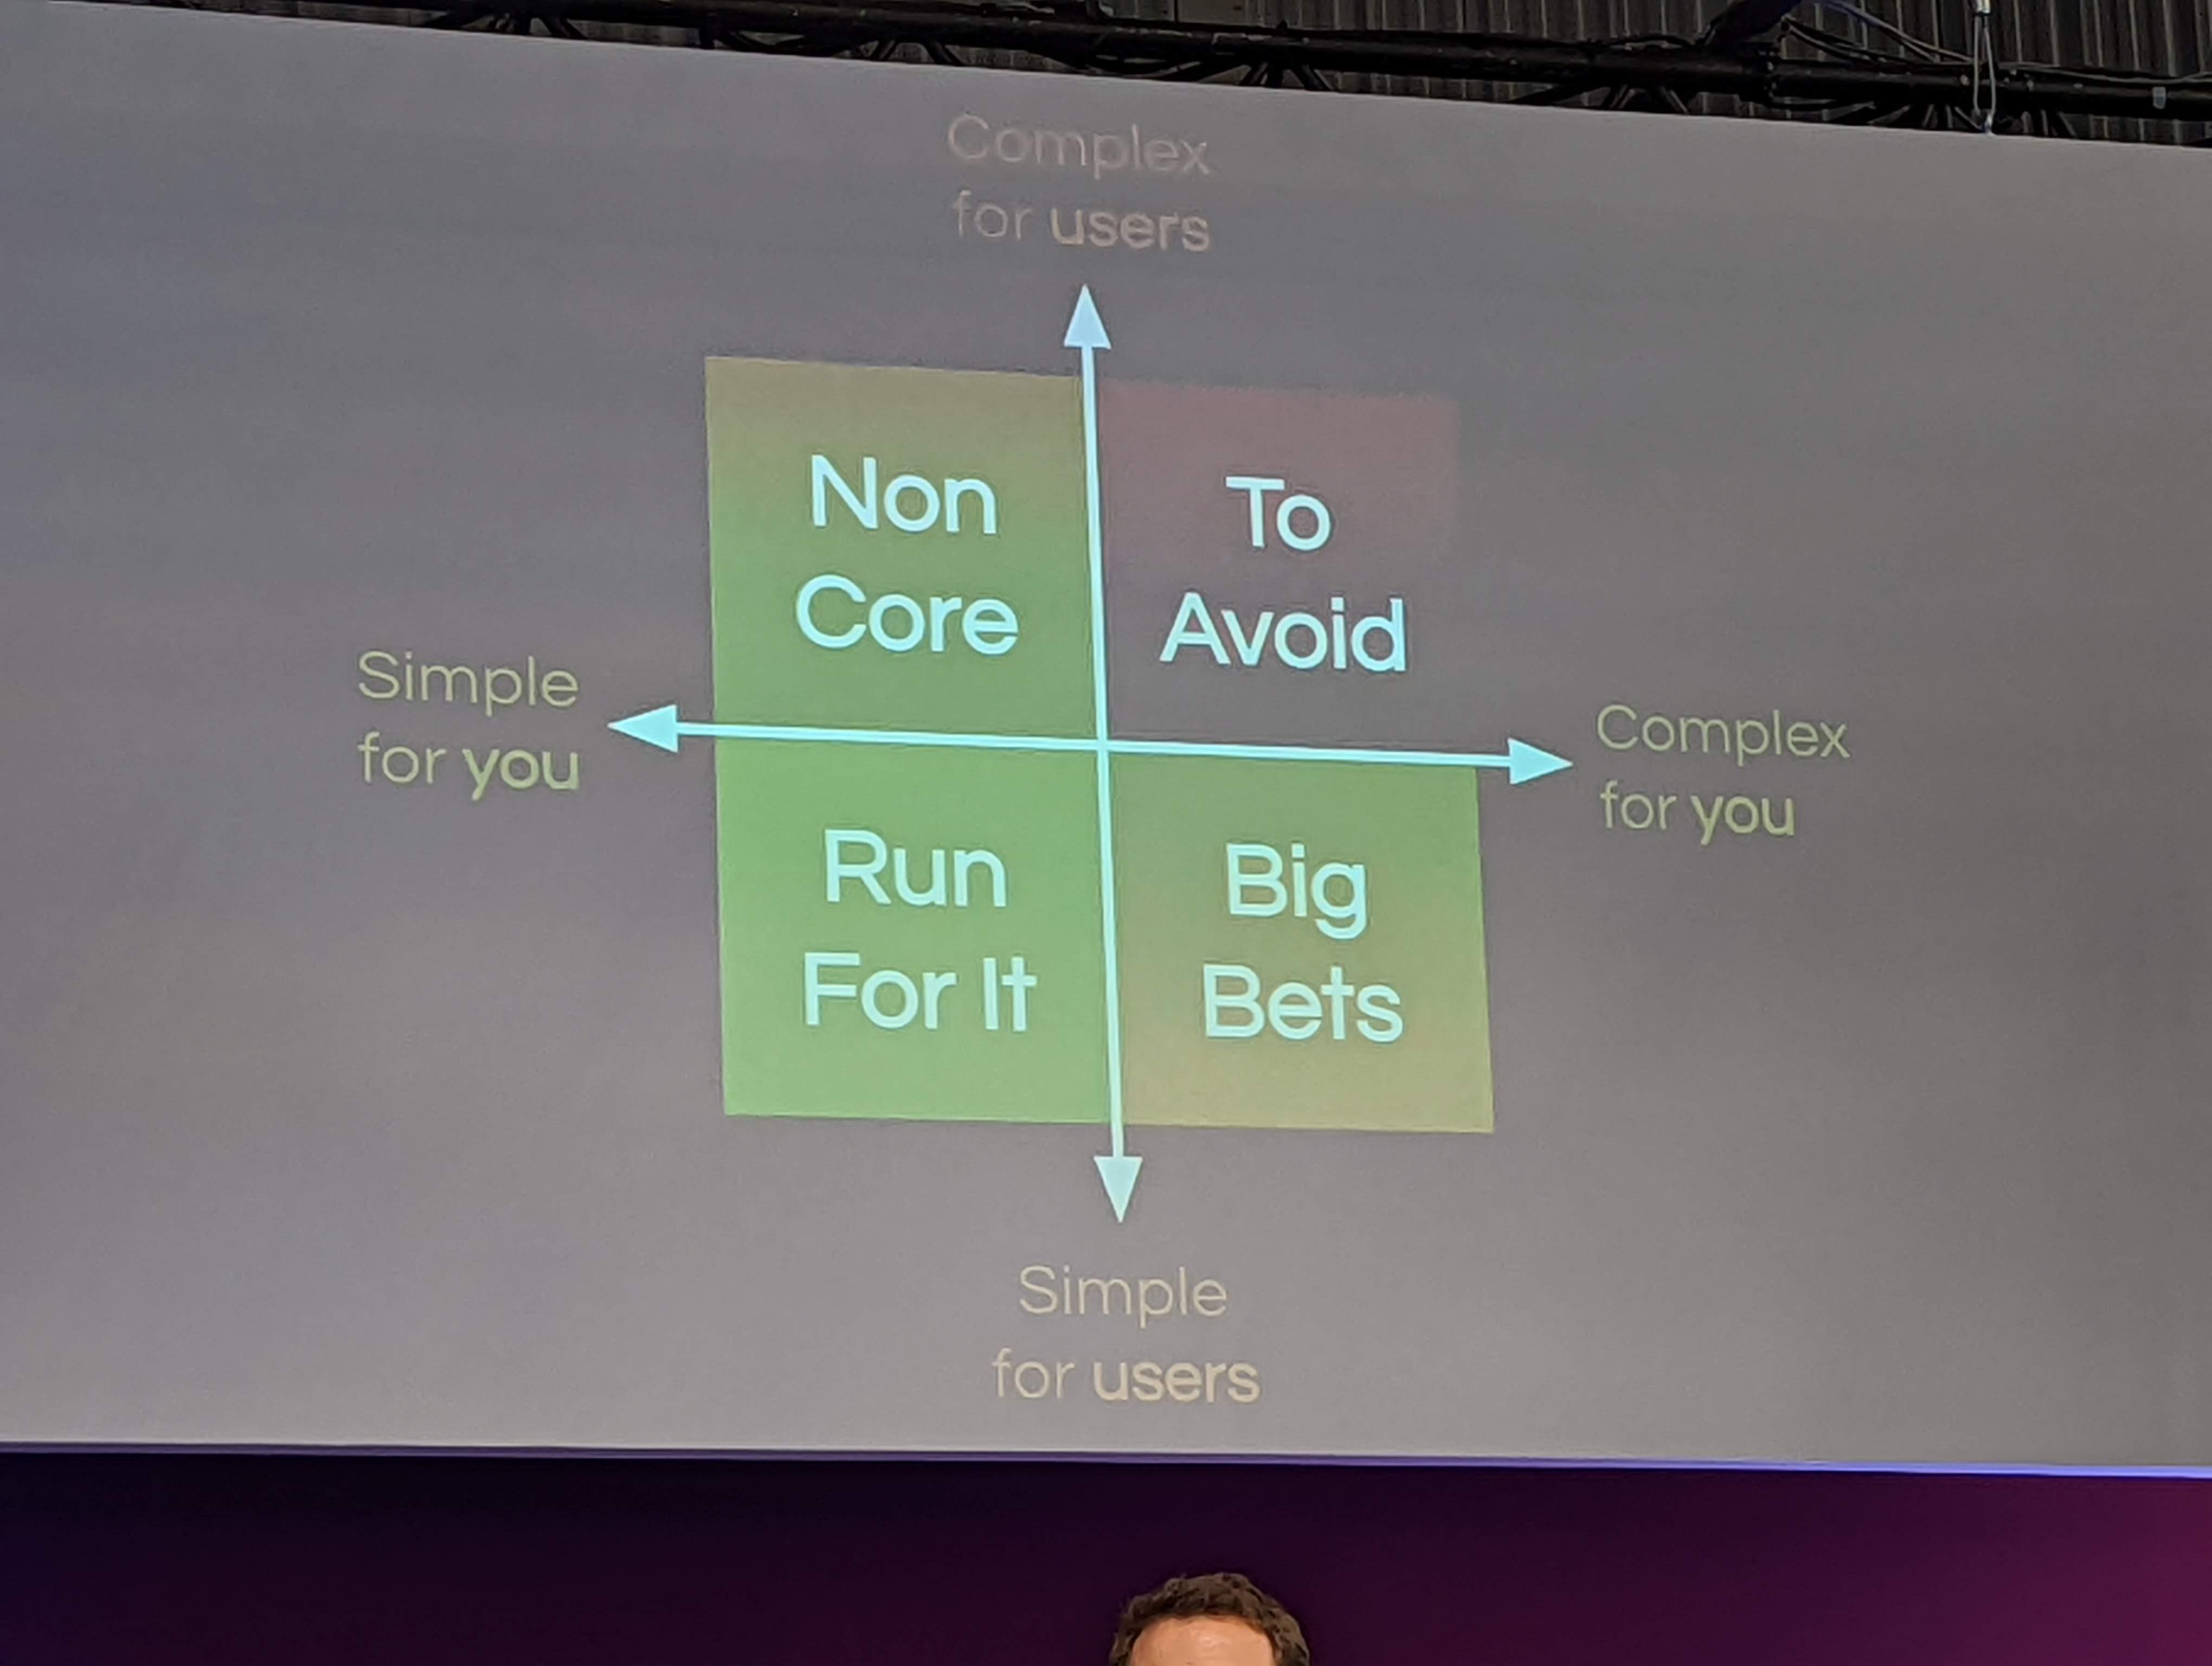 Complex
for users
Non
Core
To
Avoid
Simple
for you
Complex
for you
Run
For It
Big
Bets
Simple
for users